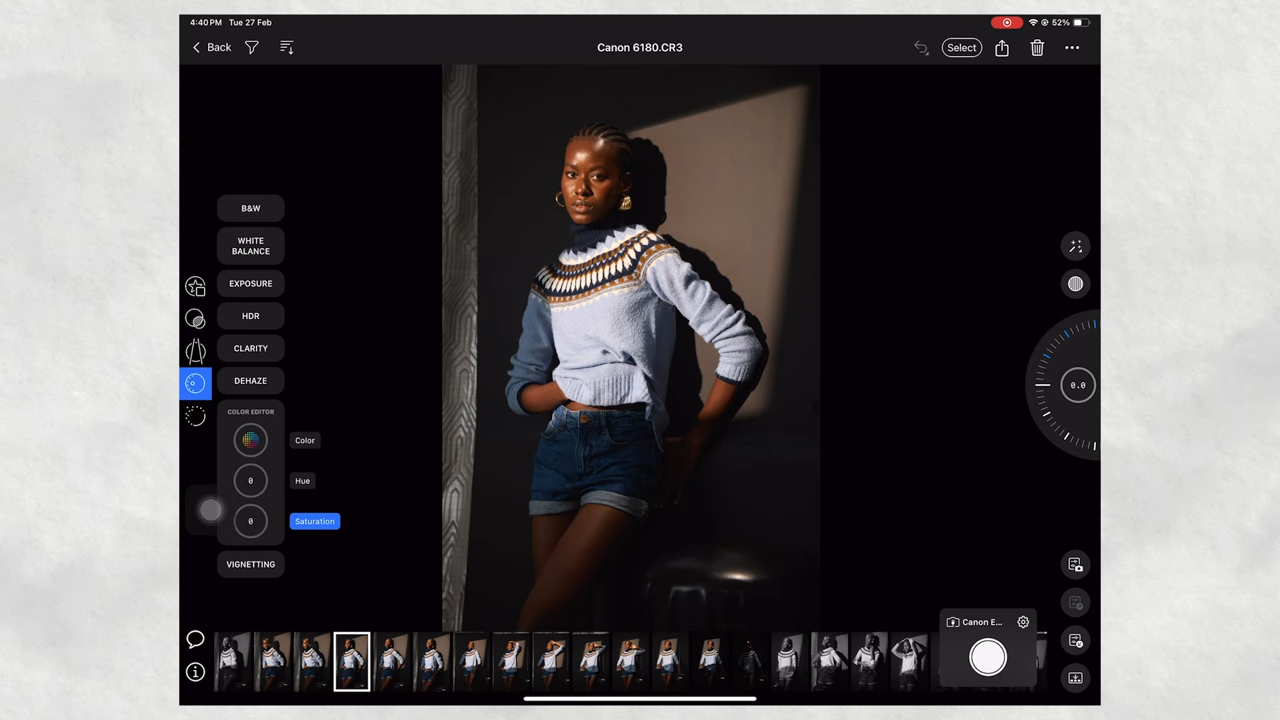 4:40 PM Tue 27 Feb
52%
Back
Canon 6180.CR3
Select
B&W
WHITE
BALANCE
EXPOSURE
HDR
CLARITY
DEHAZE
COLOR EDITOR
Color
0
Hue
0
Saturation
VIGNETTING
0.0
Canon E...